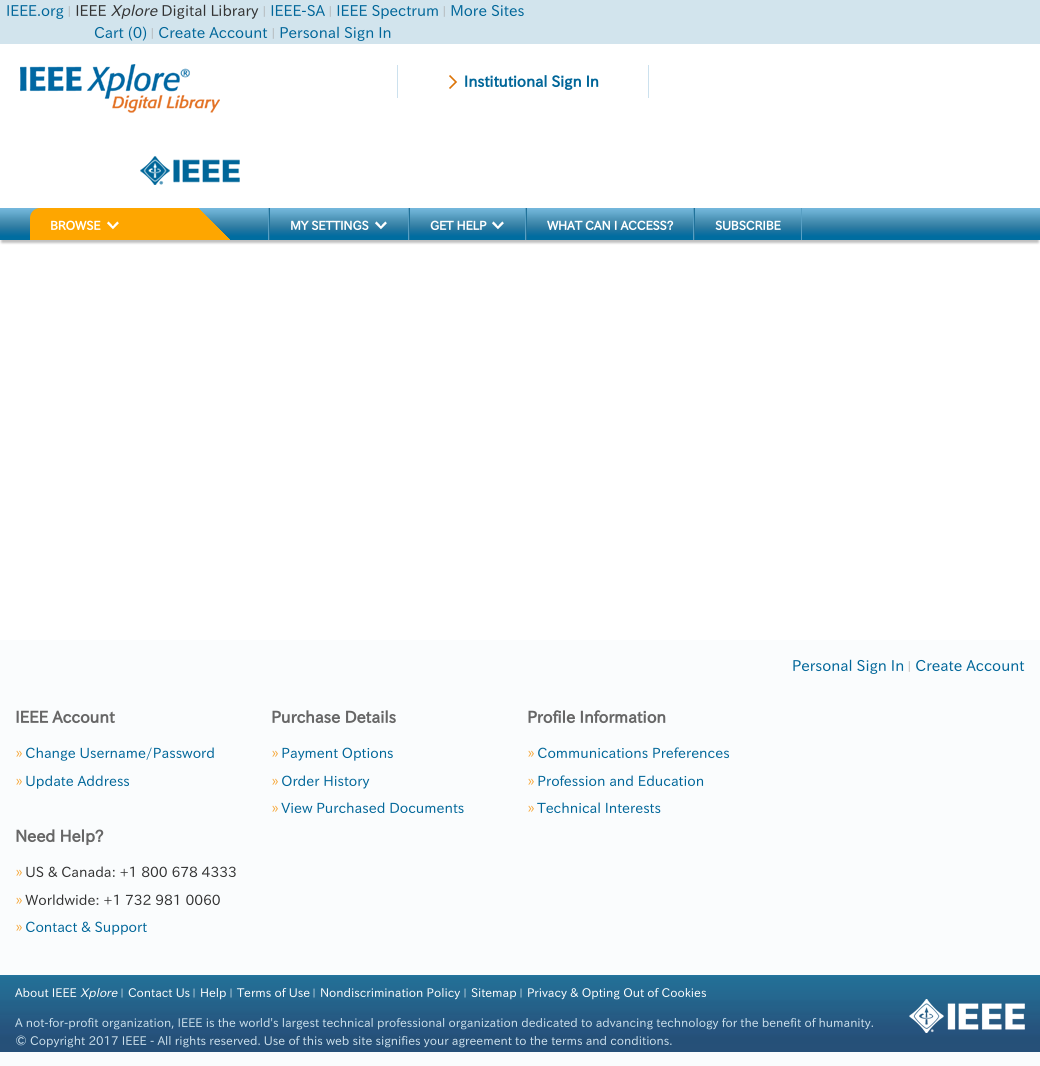 IEEE.org | IEEE Xplore Digital Library | IEEE-SA | IEEE Spectrum | More Sites
Cart (0) | Create Account | Personal Sign In
IEEE Xplore®
Digital Library
Institutional Sign In
IEEE
BROWSE MY SETTINGS GET HELP WHAT CAN I ACCESS? SUBSCRIBE
Personal Sign In | Create Account
IEEE Account
» Change Username/Password
» Update Address
Purchase Details
» Payment Options
» Order History
» View Purchased Documents
Profile Information
» Communications Preferences
» Profession and Education
» Technical Interests
Need Help?
» US & Canada: +1 800 678 4333
» Worldwide: +1 732 981 0060
» Contact & Support
About IEEE Xplore | Contact Us | Help | Terms of Use | Nondiscrimination Policy | Sitemap | Privacy & Opting Out of Cookies
A not-for-profit organization, IEEE is the world's largest technical professional organization dedicated to advancing technology for the benefit of humanity.
© Copyright 2017 IEEE - All rights reserved. Use of this web site signifies your agreement to the terms and conditions.
IEEE